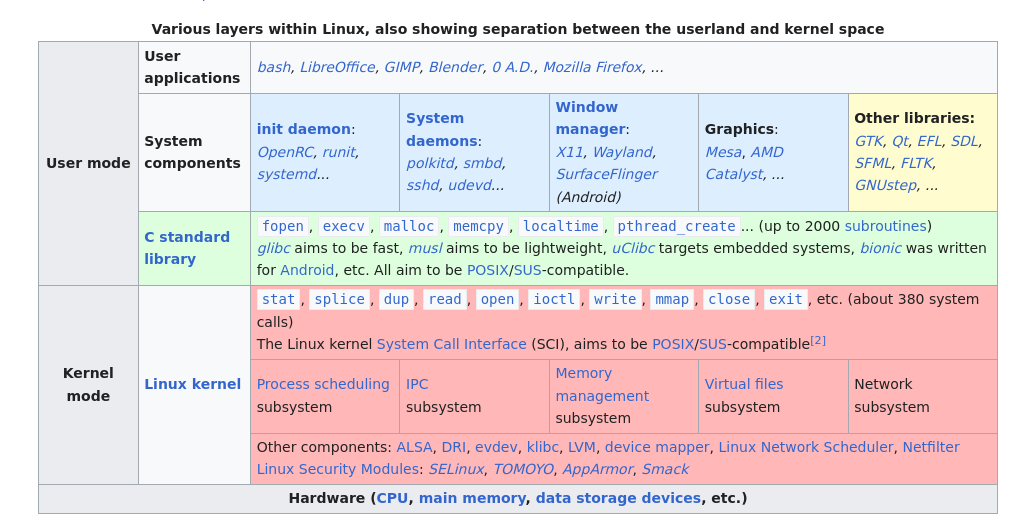 Various layers within Linux, also showing separation between the userland and kernel space
User mode
User
applications
bash, LibreOffice, GIMP, Blender, 0 A.D., Mozilla Firefox, ...
System
components
init daemon:
OpenRC, runit,
systemd...
System
daemons:
polkitd, smbd,
sshd, udevd...
Window
manager:
X11, Wayland,
SurfaceFlinger
(Android)
Graphics:
Mesa, AMD
Catalyst, ...
Other libraries:
GTK, Qt, EFL, SDL,
SFML, FLTK,
GNUstep, ...
C standard
library
fopen, execv, malloc, memcpy, localtime, pthread_create... (up to 2000 subroutines)
glibc aims to be fast, musl aims to be lightweight, uClibc targets embedded systems, bionic was written
for Android, etc. All aim to be POSIX/SUS-compatible.
Kernel
mode
Linux kernel
stat, splice, dup, read, open, ioctl, write, mmap, close, exit, etc. (about 380 system
calls)
The Linux kernel System Call Interface (SCI), aims to be POSIX/SUS-compatible[2]
Process scheduling
subsystem
IPC
subsystem
Memory
management
subsystem
Virtual files
subsystem
Network
subsystem
Other components: ALSA, DRI, evdev, klibc, LVM, device mapper, Linux Network Scheduler, Netfilter
Linux Security Modules: SELinux, TOMOYO, AppArmor, Smack
Hardware (CPU, main memory, data storage devices, etc.)